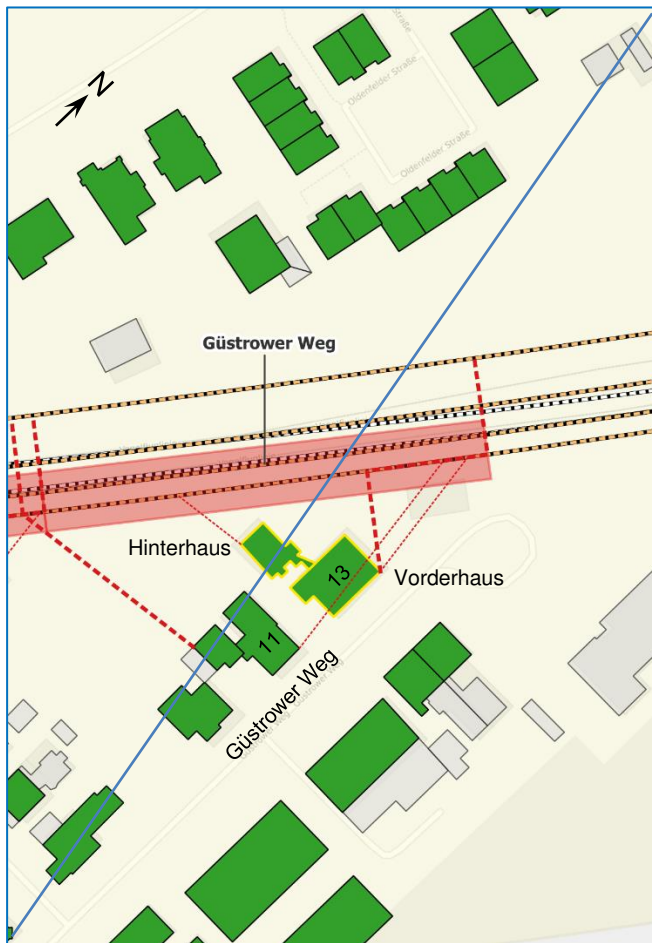 Oldenfelder Straße
N
Oldenfelder Straße
Güstrower Weg
Hinterhaus
13
Vorderhaus
11
Güstrower Weg